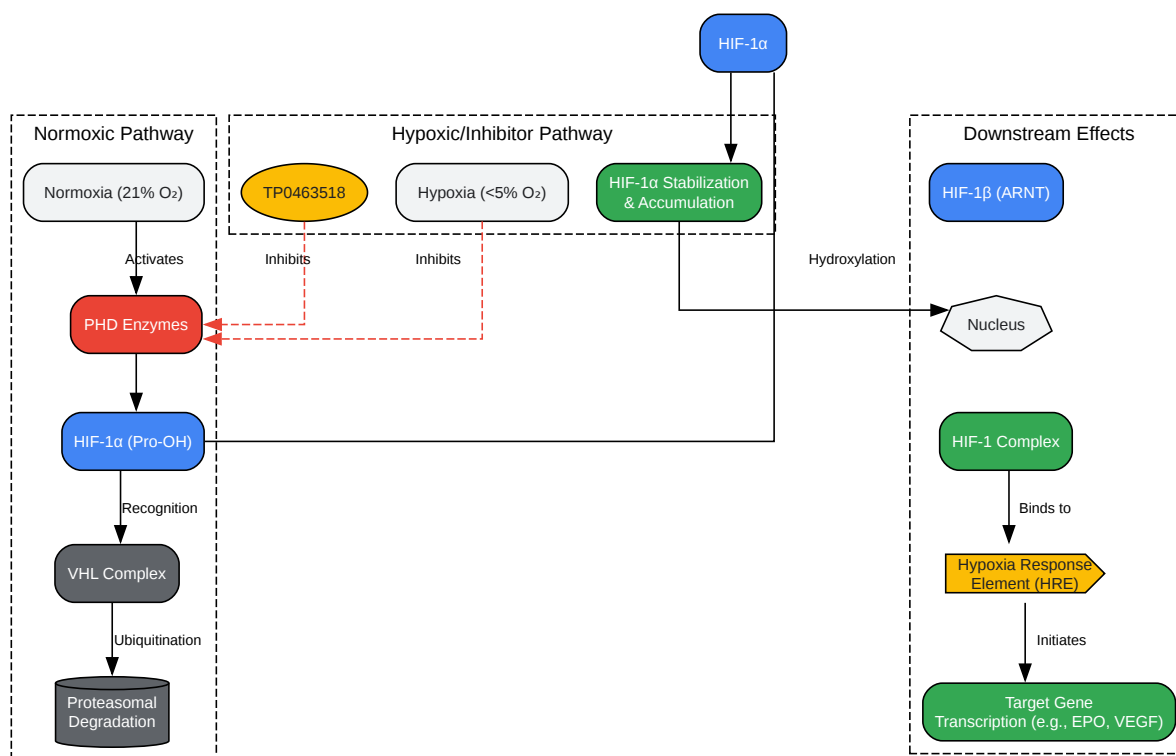 HIF-1α
Normoxic Pathway
Hypoxic/Inhibitor Pathway
Downstream Effects
Normoxia (21% O₂)
TP0463518
Hypoxia (<5% O₂)
HIF-1α Stabilization
& Accumulation
HIF-1β (ARNT)
Activates
Inhibits
Inhibits
Hydroxylation
PHD Enzymes
Nucleus
HIF-1α (Pro-OH)
HIF-1 Complex
Recognition
Binds to
VHL Complex
Hypoxia Response
Element (HRE)
Ubiquitination
Initiates
Proteasomal
Degradation
Target Gene
Transcription (e.g., EPO, VEGF)